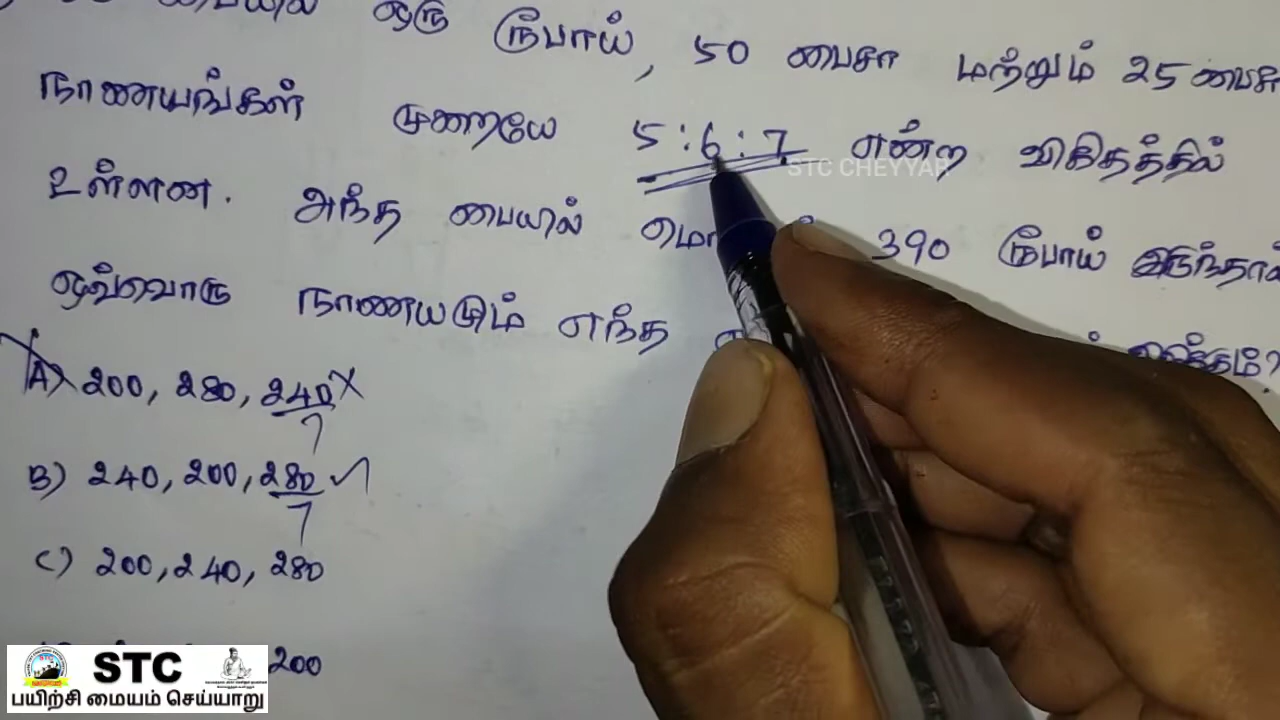 பையில் ஒரு ரூபாய், 50 பைசா மற்றும் 25 பைசா
நாணயங்கள் முறையே 5:6:7 என்ற விகிதத்தில்
உள்ளன. அந்த பையில் 390 ரூபாய்
ஒவ்வொரு நாணயமும் எந்த
A) 200, 280, 240 X
7
B) 240, 200, 280 ✓
7
C) 200, 240, 280
200
STC CHEYYAR
STC
பயிற்சி மையம் செய்யாறு